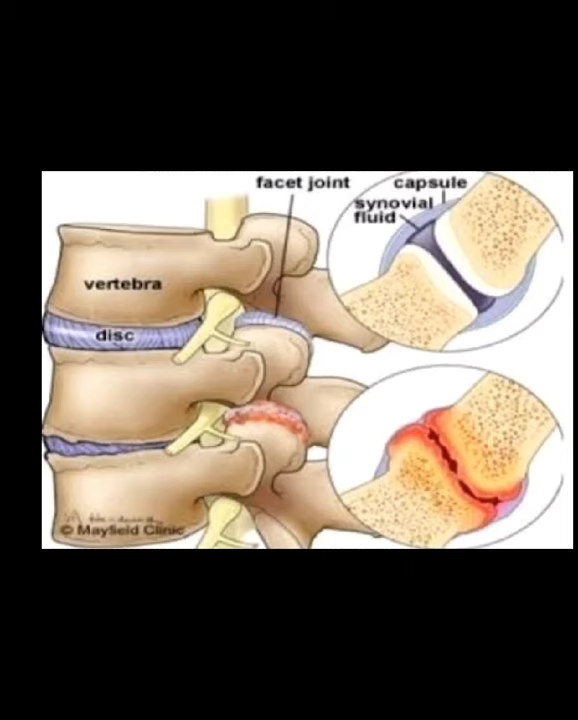 facet joint
capsule
synovial
fluid
vertebra
disc
© Mayfield Clinic